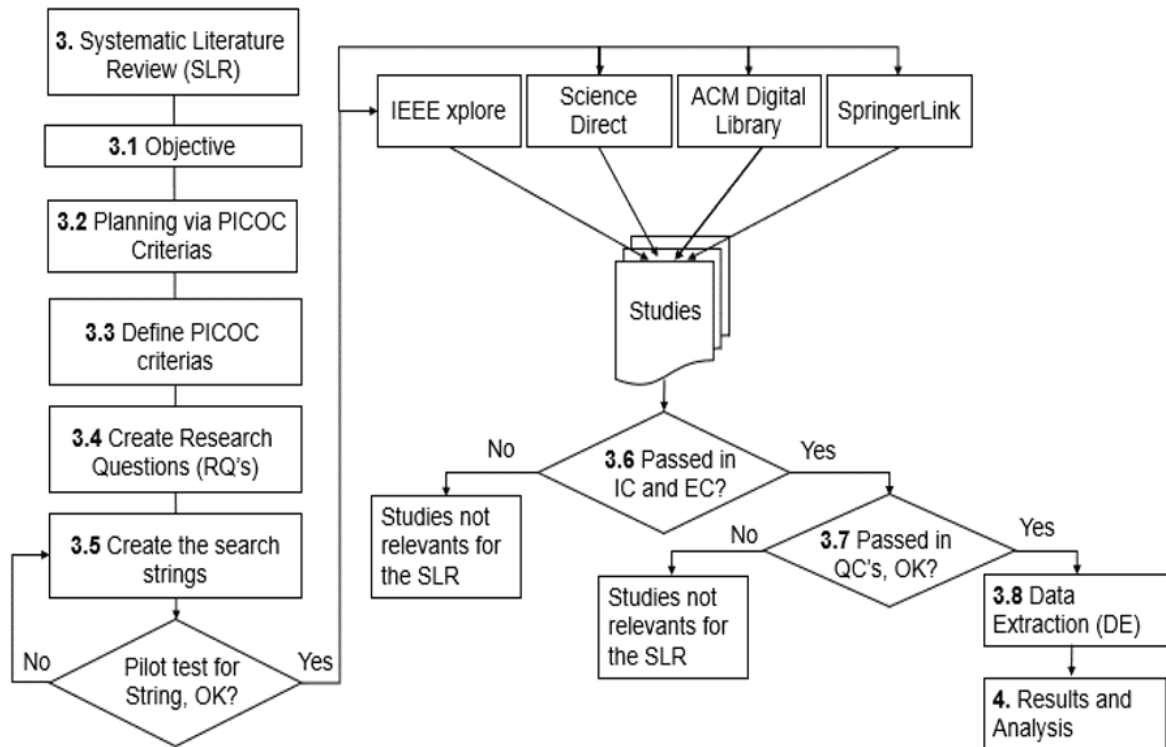 3. Systematic Literature
Review (SLR)
3.1 Objective
3.2 Planning via PICOC
Criterias
3.3 Define PICOC
criterias
3.4 Create Research
Questions (RQ's)
3.5 Create the search
strings
No
Pilot test for
String, OK?
Yes
IEEE xplore
Science
Direct
ACM Digital
Library
SpringerLink
Studies
No
3.6 Passed in
IC and EC?
Yes
Studies not
relevants for
the SLR
No
3.7 Passed in
QC's, OK?
Yes
Studies not
relevants for
the SLR
3.8 Data
Extraction (DE)
4. Results and
Analysis